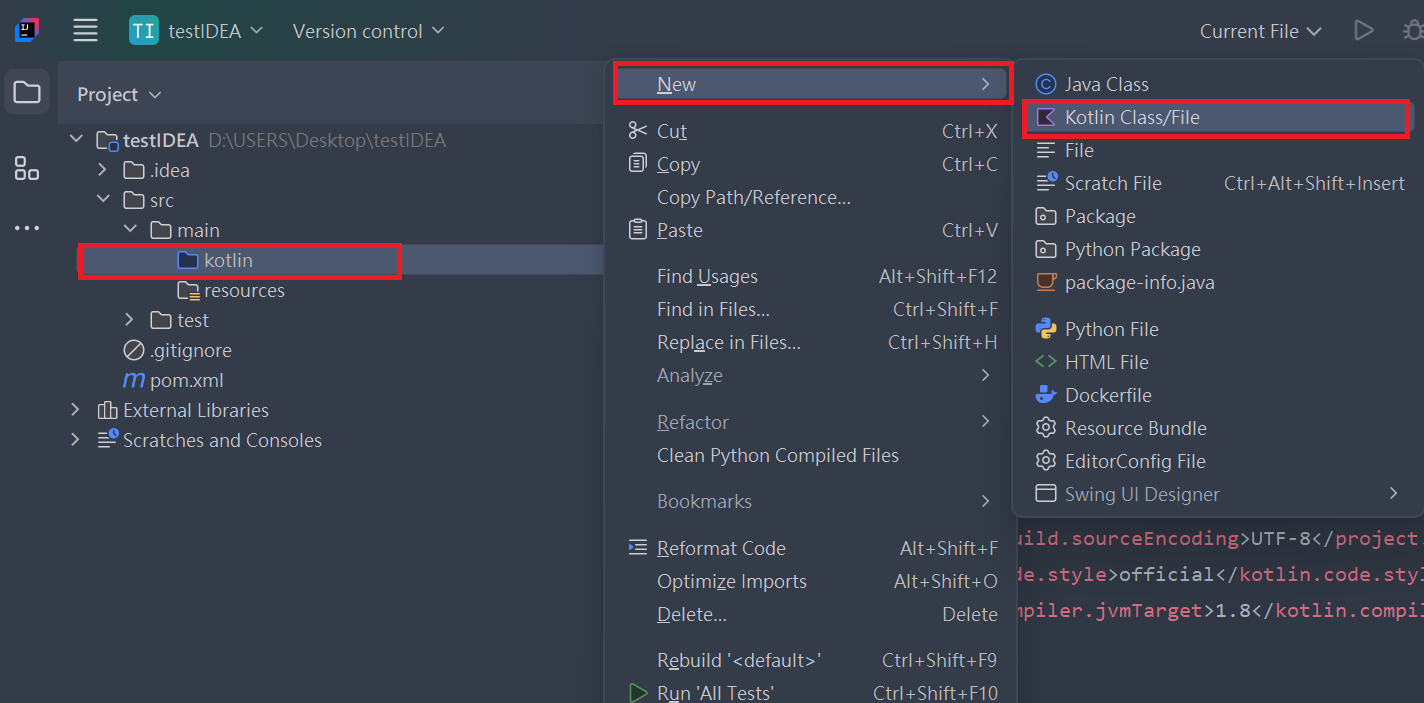 TI testIDEA Version control Current File
Project
testIDEA D:\USERS\Desktop\testIDEA
.idea
src
main
kotlin
resources
test
.gitignore
m pom.xml
External Libraries
Scratches and Consoles
New
Cut Ctrl+X
Copy Ctrl+C
Copy Path/Reference...
Paste Ctrl+V
Find Usages Alt+Shift+F12
Find in Files... Ctrl+Shift+F
Replace in Files... Ctrl+Shift+H
Analyze
Refactor
Clean Python Compiled Files
Bookmarks
Reformat Code Alt+Shift+F
Optimize Imports Alt+Shift+O
Delete... Delete
Rebuild '<default>' Ctrl+Shift+F9
Run 'All Tests' Ctrl+Shift+F10
Java Class
Kotlin Class/File
File
Scratch File Ctrl+Alt+Shift+Insert
Package
Python Package
package-info.java
Python File
HTML File
Dockerfile
Resource Bundle
EditorConfig File
Swing UI Designer
uild.sourceEncoding>UTF-8</project.
de.style>official</kotlin.code.sty
mpiler.jvmTarget>1.8</kotlin.compil